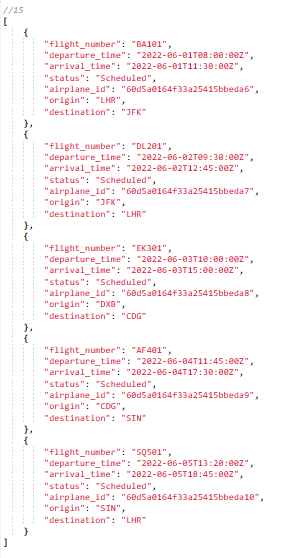 //15
[
{
"flight_number": "BA101",
"departure_time": "2022-06-01T08:00:00Z",
"arrival_time": "2022-06-01T11:30:00Z",
"status": "Scheduled",
"airplane_id": "60d5a0164f33a25415bbeda6",
"origin": "LHR",
"destination": "JFK"
},
{
"flight_number": "DL201",
"departure_time": "2022-06-02T09:30:00Z",
"arrival_time": "2022-06-02T12:45:00Z",
"status": "Scheduled",
"airplane_id": "60d5a0164f33a25415bbeda7",
"origin": "JFK",
"destination": "LHR"
},
{
"flight_number": "EK301",
"departure_time": "2022-06-03T10:00:00Z",
"arrival_time": "2022-06-03T15:00:00Z",
"status": "Scheduled",
"airplane_id": "60d5a0164f33a25415bbeda8",
"origin": "DXB",
"destination": "CDG"
},
{
"flight_number": "AF401",
"departure_time": "2022-06-04T11:45:00Z",
"arrival_time": "2022-06-04T17:30:00Z",
"status": "Scheduled",
"airplane_id": "60d5a0164f33a25415bbeda9",
"origin": "CDG",
"destination": "SIN"
},
{
"flight_number": "SQ501",
"departure_time": "2022-06-05T13:20:00Z",
"arrival_time": "2022-06-05T18:45:00Z",
"status": "Scheduled",
"airplane_id": "60d5a0164f33a25415bbeda10",
"origin": "SIN",
"destination": "LHR"
}
]